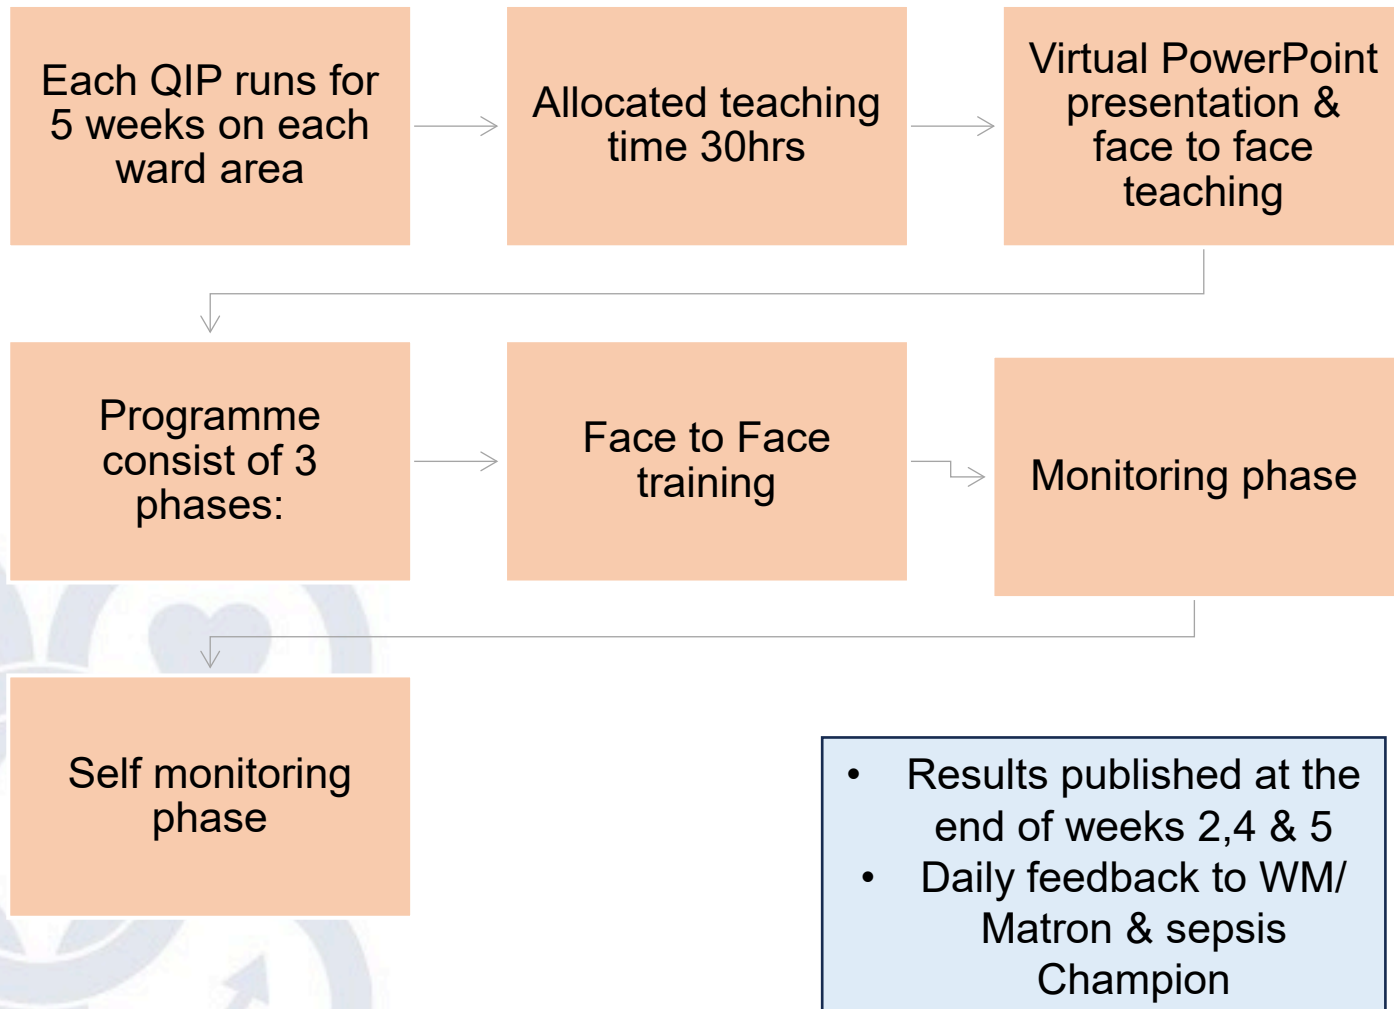 Each QIP runs for
5 weeks on each
ward area
Allocated teaching
time 30hrs
Virtual PowerPoint
presentation &
face to face
teaching
Programme
consist of 3
phases:
Face to Face
training
Monitoring phase
Self monitoring
phase
• Results published at the
end of weeks 2,4 & 5
• Daily feedback to WM/
Matron & sepsis
Champion